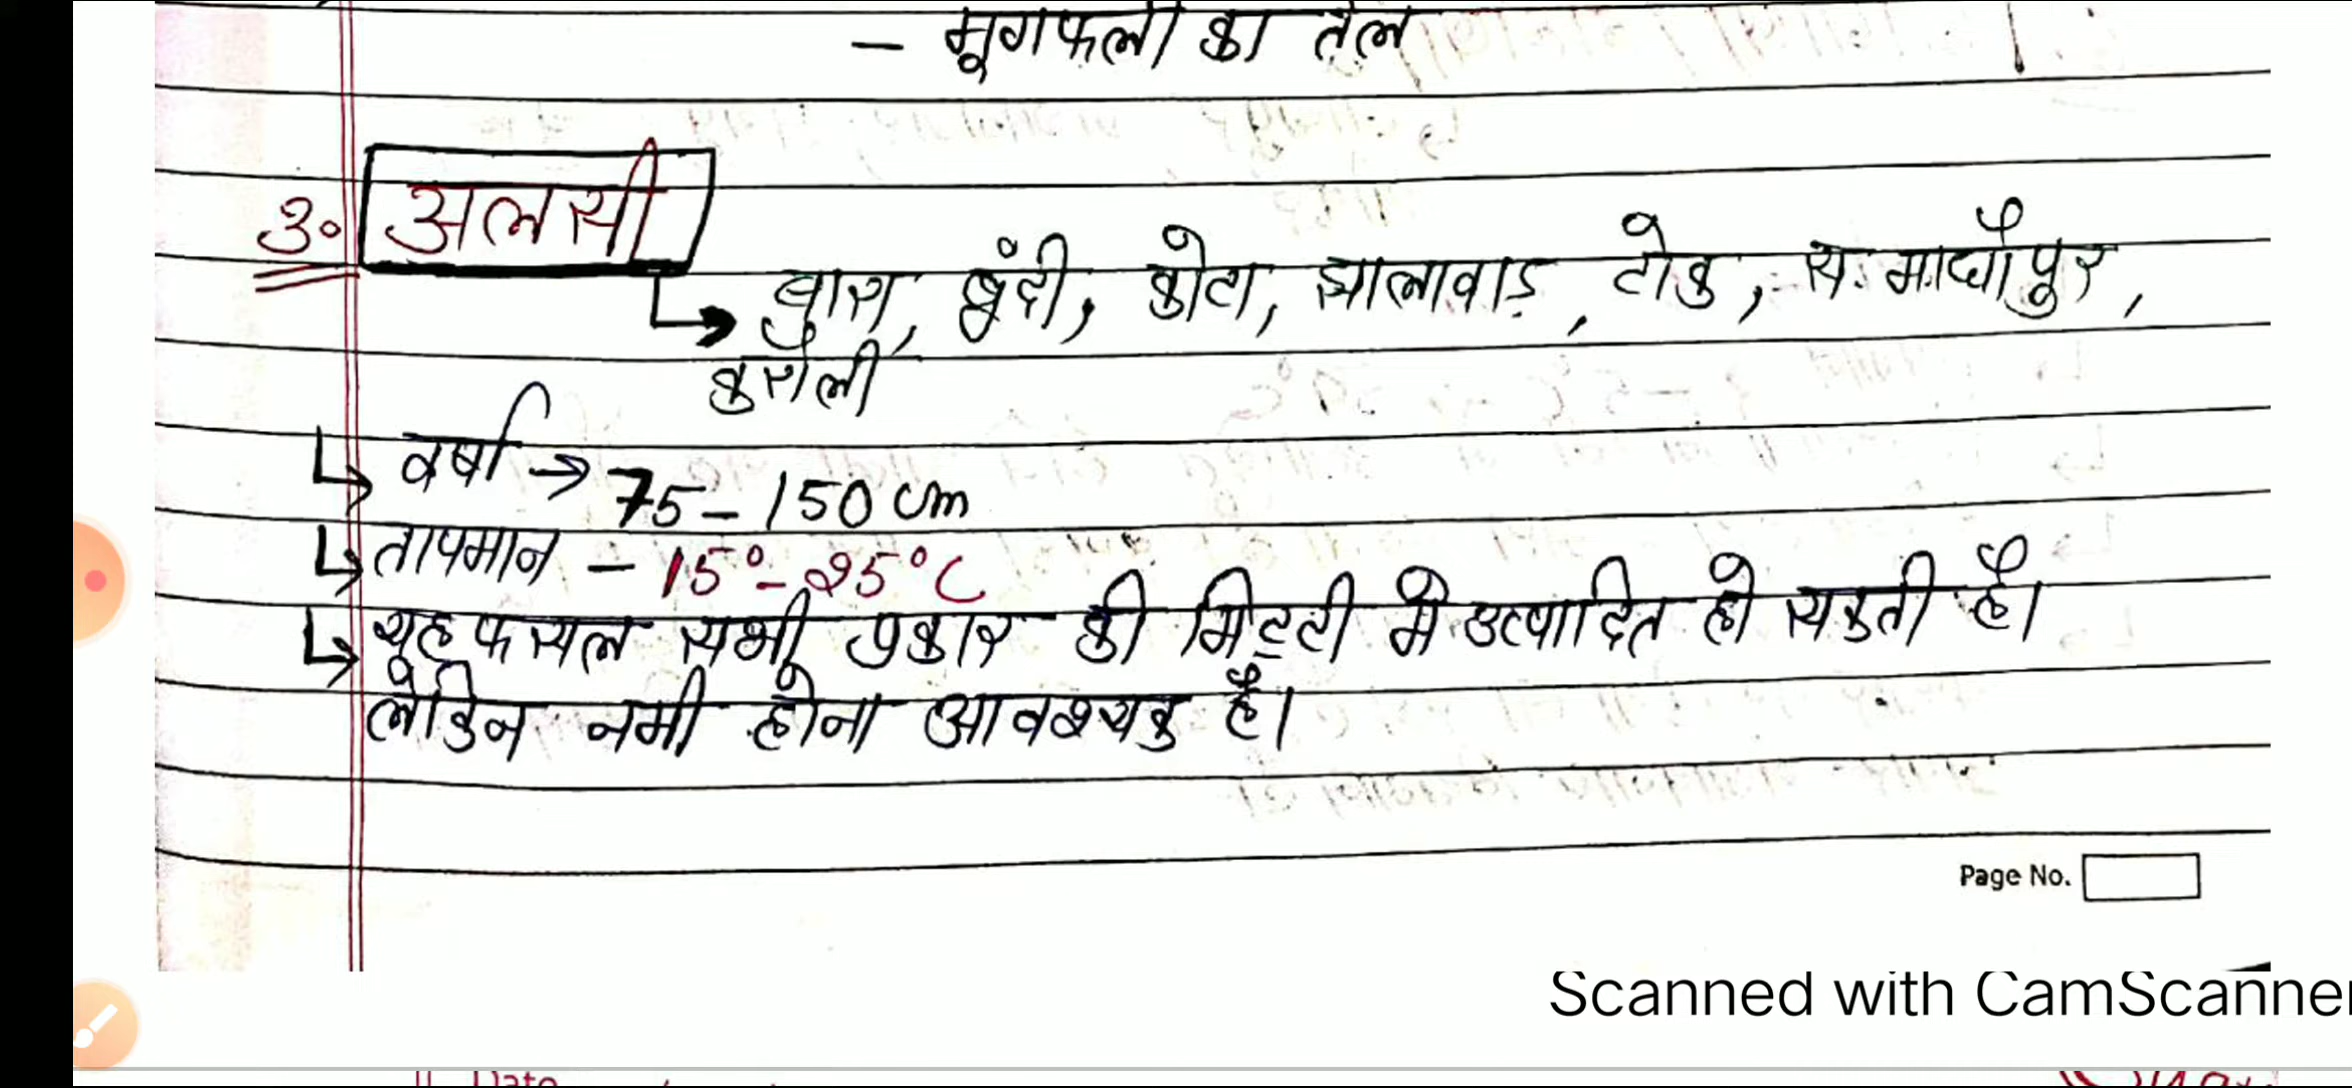 – मूगफली का तेल
3. अलसी
बारा, बूंदी, कोटा, झालावाड़, टोंक, स. माधौपुर,
करौली
वर्षा → 75 – 150 cm
तापमान – 15° – 25°C
यह फसल सभी प्रकार की मिट्टी मे उत्पादित हो सकती है।
लेकिन नमी होना आवश्यक है।
Page No.
Scanned with CamScanner
Date